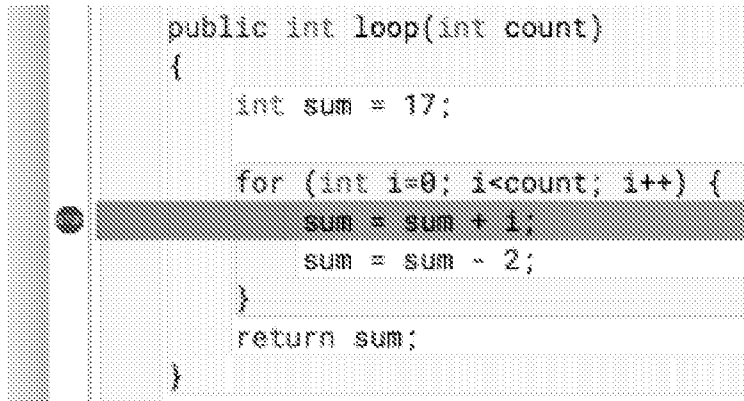 public int loop(int count)
{
int sum = 17;
for (int i=0; i<count; i++) {
sum = sum + i;
sum = sum - 2;
}
return sum;
}